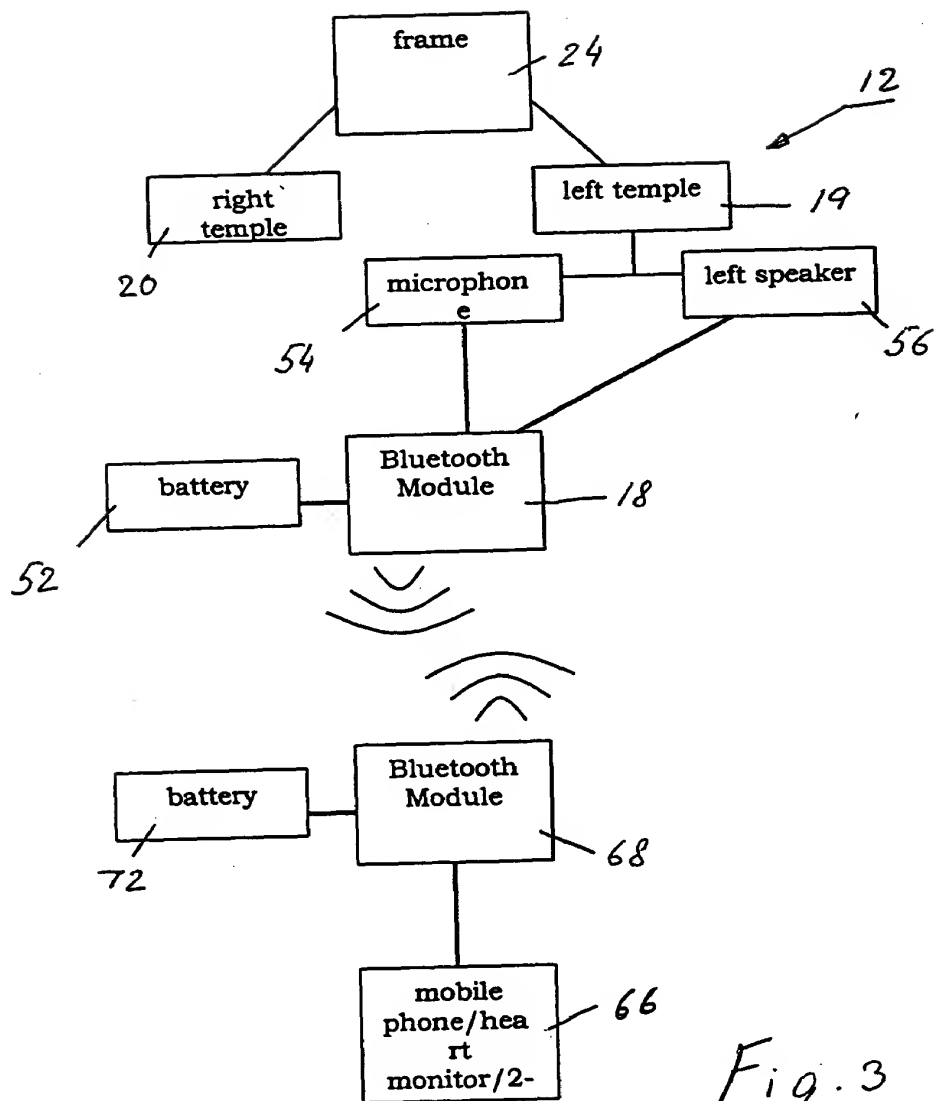 frame
24
12
right
temple
20
left temple
19
microphon
e
54
left speaker
56
battery
52
Bluetooth
Module
18
battery
72
Bluetooth
Module
68
mobile
phone/hea
rt
monitor/2-
66
Fig. 3